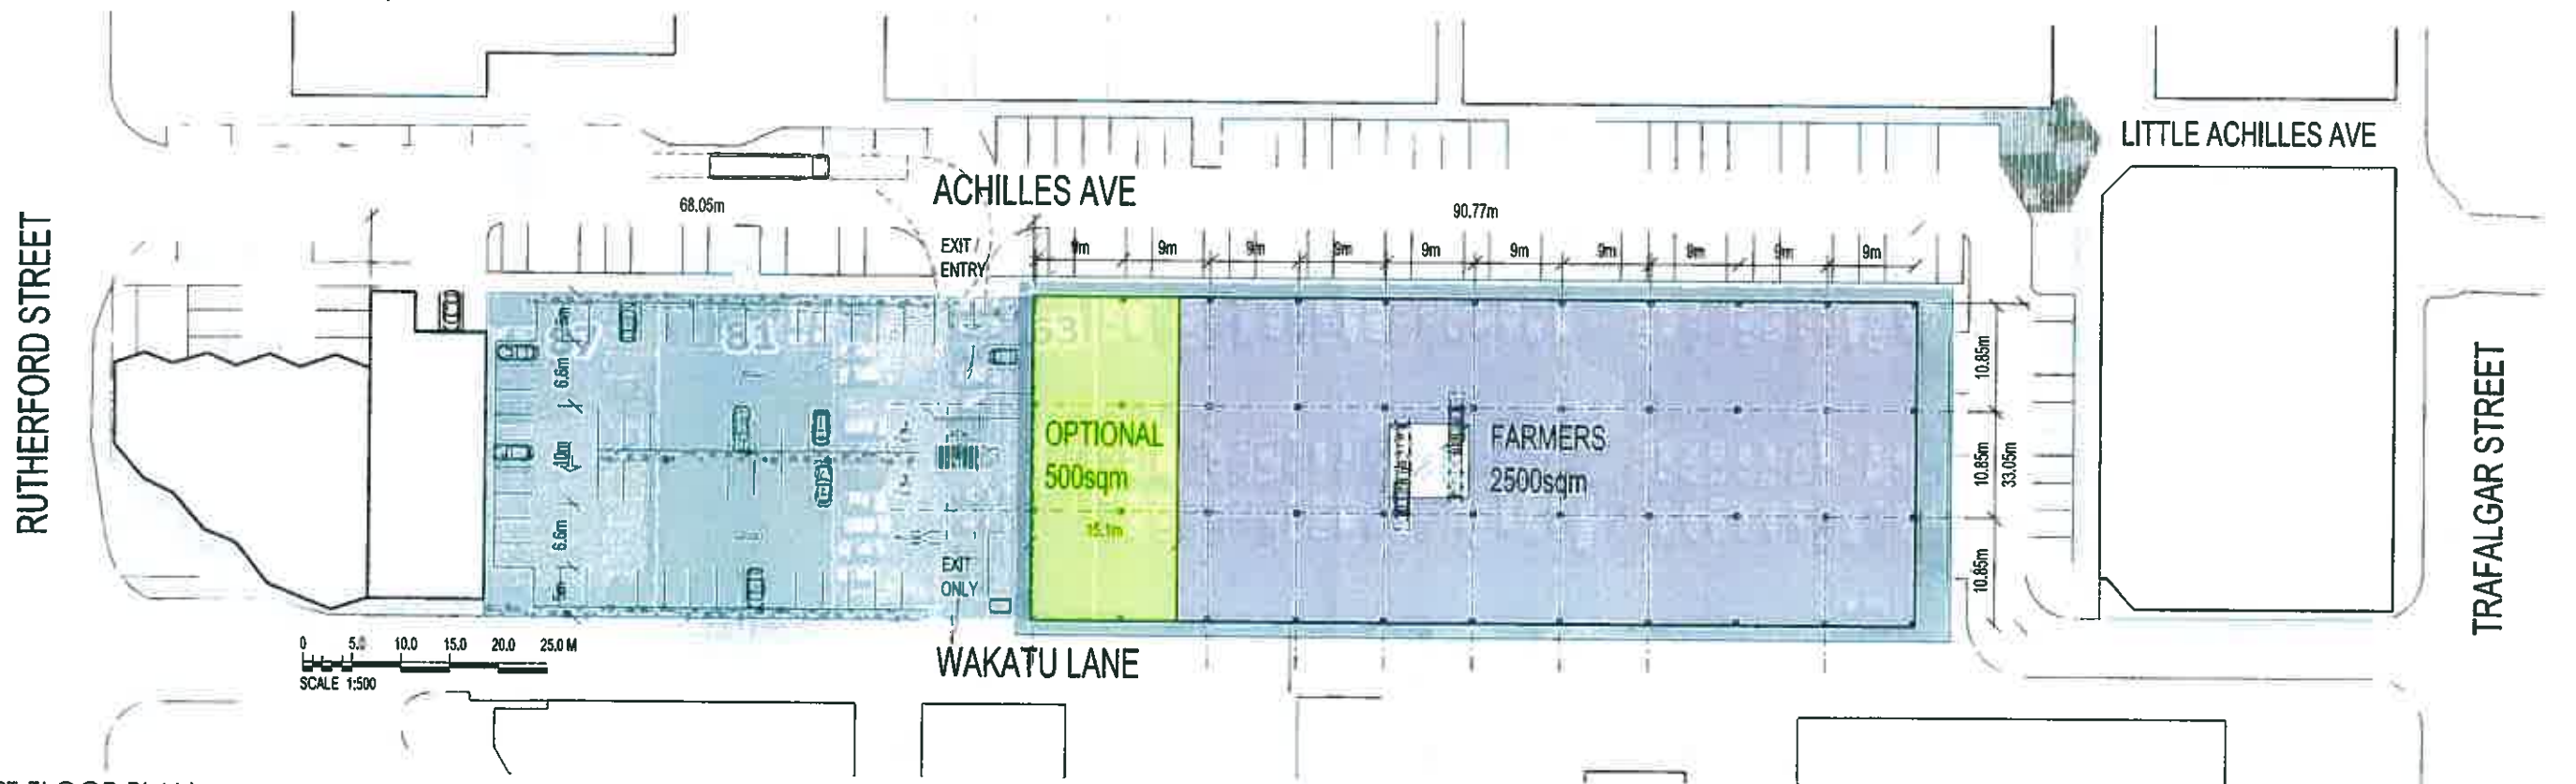 LITTLE ACHILLES AVE
ACHILLES AVE
68.05m
90.77m
RUTHERFORD STREET
EXIT
ENTRY
9m 9m 9m 9m 9m 9m 9m 9m 9m 9m
81
63
6.6m
10m
6.6m
5m
OPTIONAL
500sqm
15.1m
FARMERS
2500sqm
10.85m
10.85m
33.05m
10.85m
TRAFALGAR STREET
EXIT
ONLY
0 5.0 10.0 15.0 20.0 25.0 M
SCALE 1:500
WAKATU LANE